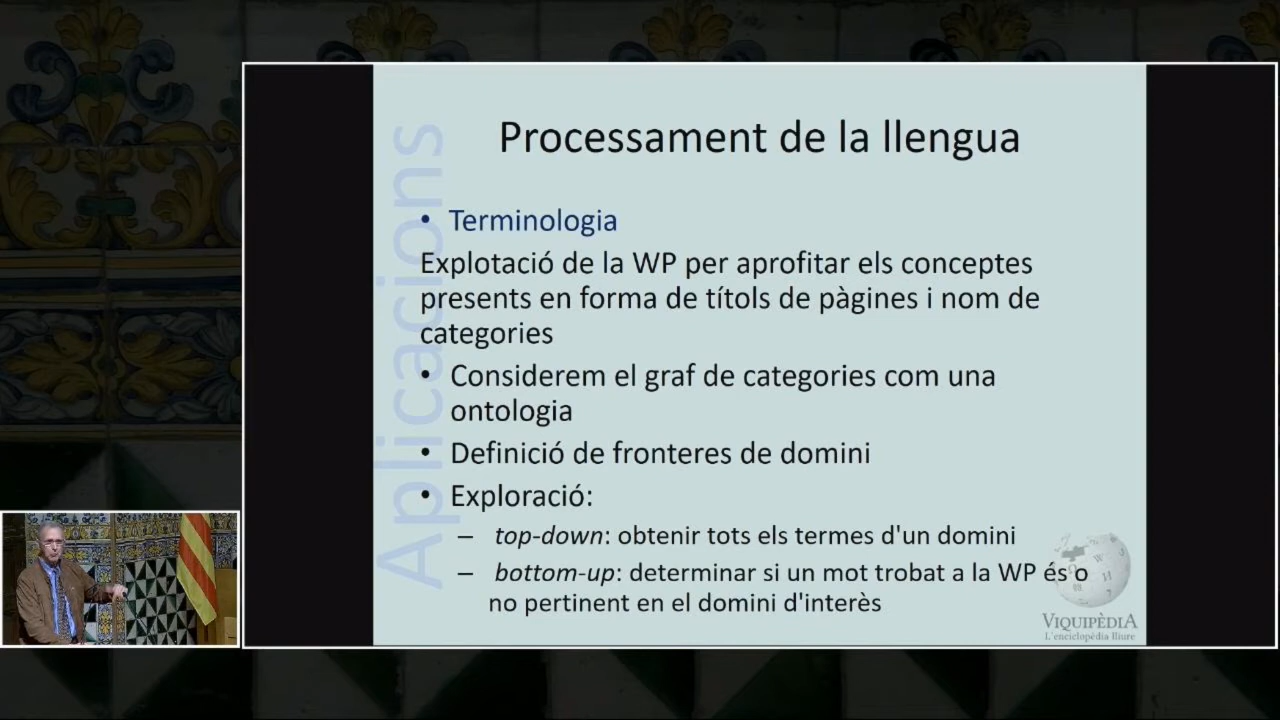 Aplicacions
Processament de la llengua
• Terminologia
Explotació de la WP per aprofitar els conceptes
presents en forma de títols de pàgines i nom de
categories
• Considerem el graf de categories com una
ontologia
• Definició de fronteres de domini
• Exploració:
– top-down: obtenir tots els termes d'un domini
– bottom-up: determinar si un mot trobat a la WP és o
no pertinent en el domini d'interès
VIQUIPÈDIA
L'enciclopèdia lliure